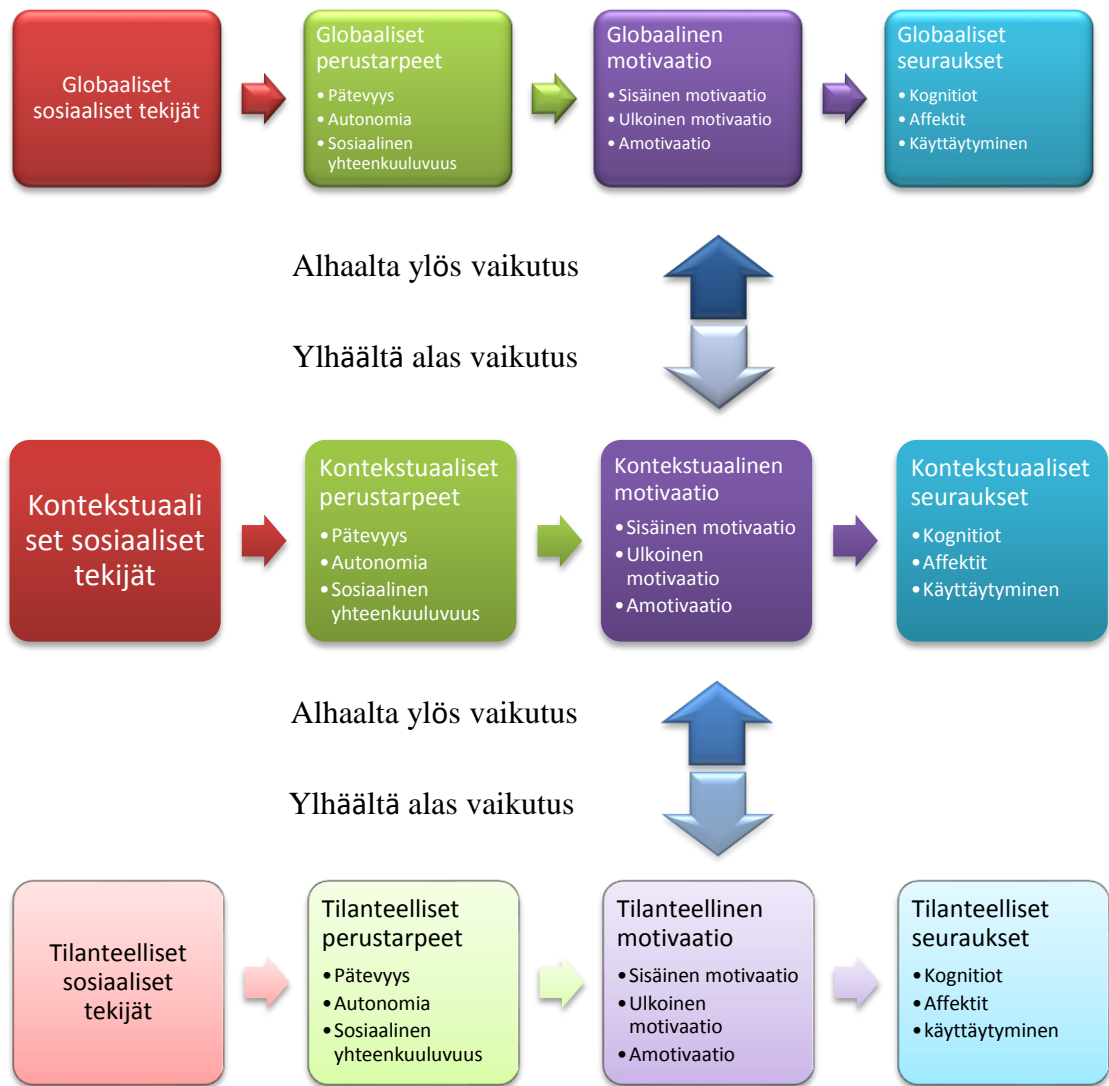 Globaaliset
sosiaaliset tekijät
Globaaliset
perustarpeet
• Pätevyys
• Autonomia
• Sosiaalinen
yhteenkuuluvuus
Globaalinen
motivaatio
• Sisäinen motivaatio
• Ulkoinen motivaatio
• Amotivaatio
Globaaliset
seuraukset
• Kognitiot
• Affektit
• Käyttäytyminen
Alhaalta ylös vaikutus
Ylhäältä alas vaikutus
Kontekstuaali
set sosiaaliset
tekijät
Kontekstuaaliset
perustarpeet
• Pätevyys
• Autonomia
• Sosiaalinen
yhteenkuuluvuus
Kontekstuaalinen
motivaatio
• Sisäinen motivaatio
• Ulkoinen
motivaatio
• Amotivaatio
Kontekstuaaliset
seuraukset
• Kognitiot
• Affektit
• Käyttäytyminen
Alhaalta ylös vaikutus
Ylhäältä alas vaikutus
Tilanteelliset
sosiaaliset
tekijät
Tilanteelliset
perustarpeet
• Pätevyys
• Autonomia
• Sosiaalinen
yhteenkuuluvuus
Tilanteellinen
motivaatio
• Sisäinen motivaatio
• Ulkoinen
motivaatio
• Amotivaatio
Tilanteelliset
seuraukset
• Kognitiot
• Affektit
• käyttäytyminen